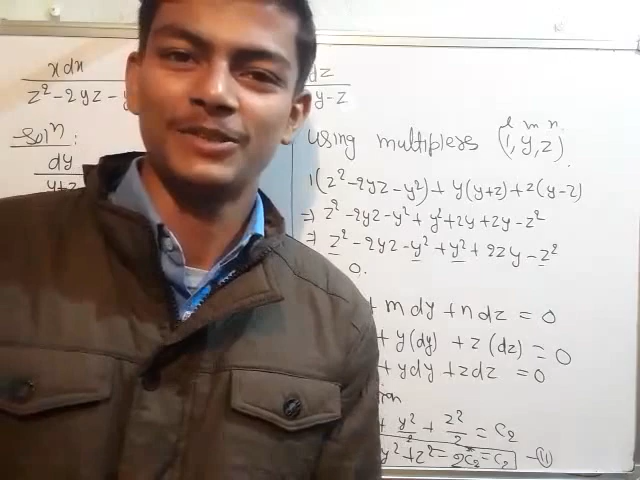 xdx
z² - 2yz - y
dz
y-z
solⁿ:
dy
y+z
using multiplers (1, y, z).
l m n
1(z² - 2yz - y²) + y(y+z) + z(y-z)
⇒ z² - 2yz - y² + y² + zy + zy - z²
⇒ z² - 2yz - y² + y² + 2zy - z²
0.
+ mdy + ndz = 0
+ y(dy) + z(dz) = 0
+ ydy + zdz = 0
+ y²/2 + z²/2 = c₂
y² + z² = 2c₂ = c₂ —(ii)